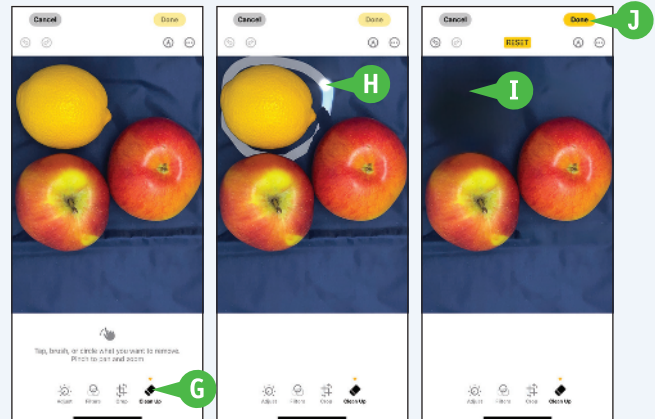 Cancel Done
Cancel Done
Cancel Done
J
RESET
H
I
Tap, brush, or circle what you want to remove.
Pinch to pan and zoom
G
Adjust Filters Crop Clean Up
Adjust Filters Crop Clean Up
Adjust Filters Crop Clean Up